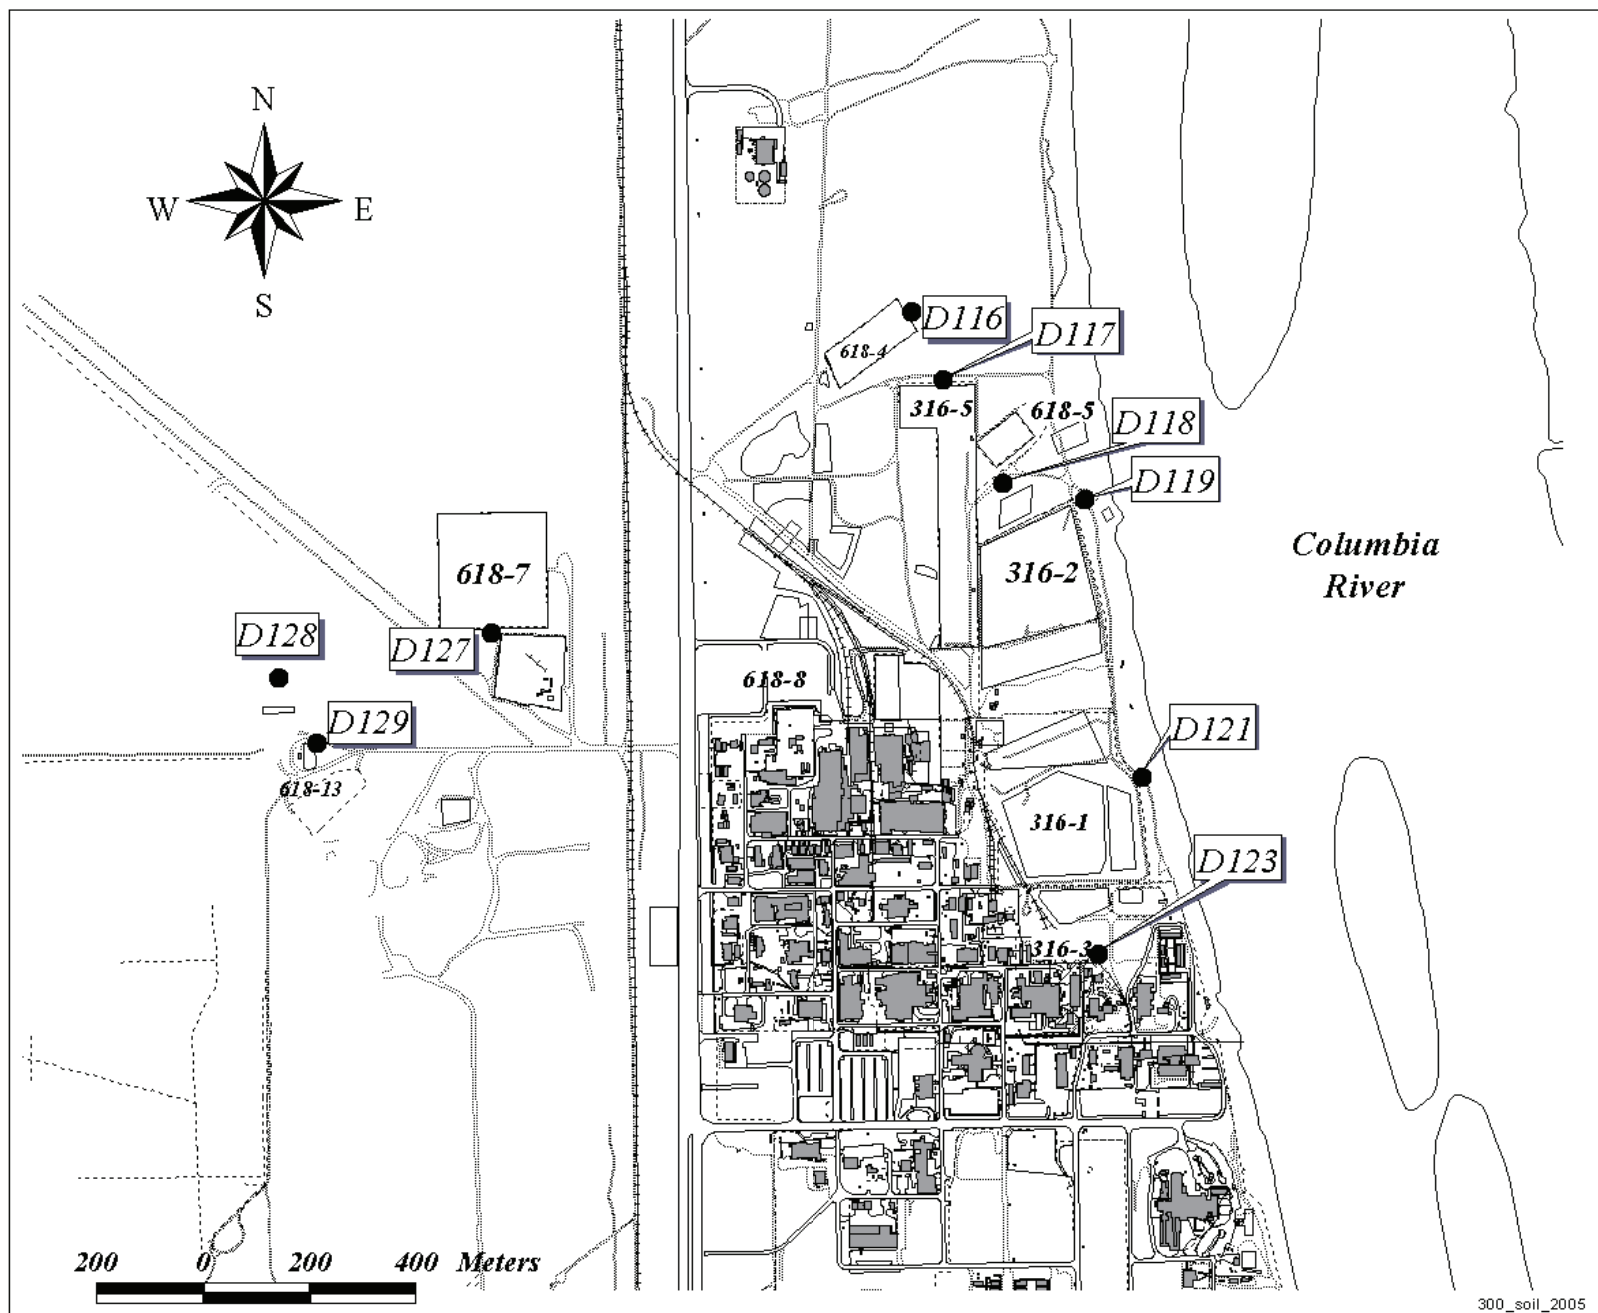 N
W E
S
D116
D117
618-4
316-5 618-5
D118
D119
Columbia
River
618-7
316-2
D128
D127
618-8
D129
D121
618-13
316-1
D123
316-3
200 0 200 400 Meters
300_soil_2005